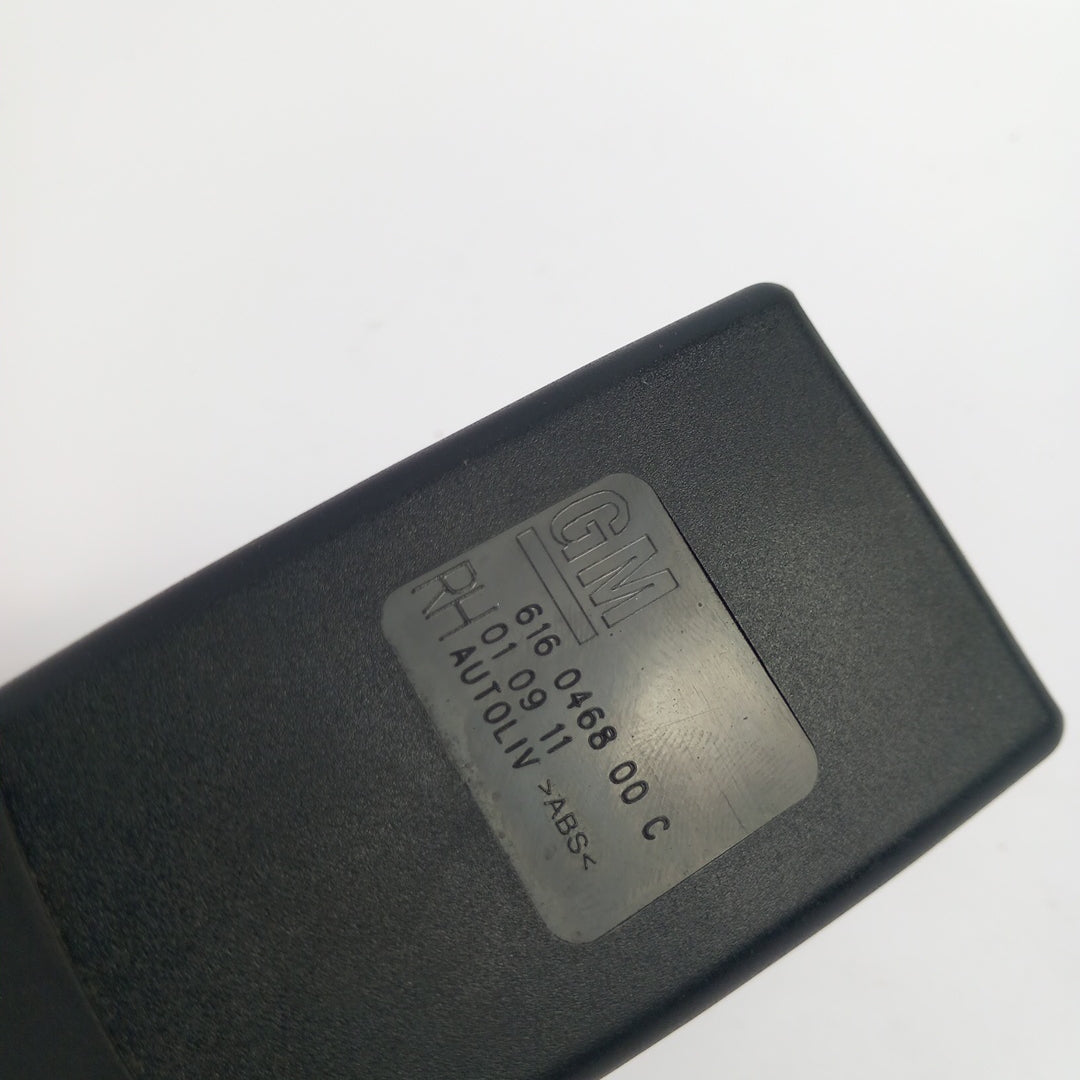 GM
616 0468 00 C
RH 01 09 11
AUTOLIV >ABS<